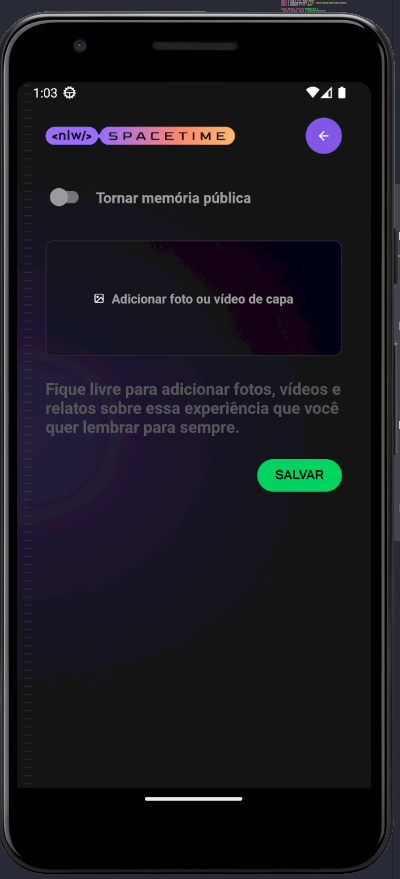 1:03
<nlw/> SPACETIME
Tornar memória pública
Adicionar foto ou vídeo de capa
Fique livre para adicionar fotos, vídeos e
relatos sobre essa experiência que você
quer lembrar para sempre.
SALVAR